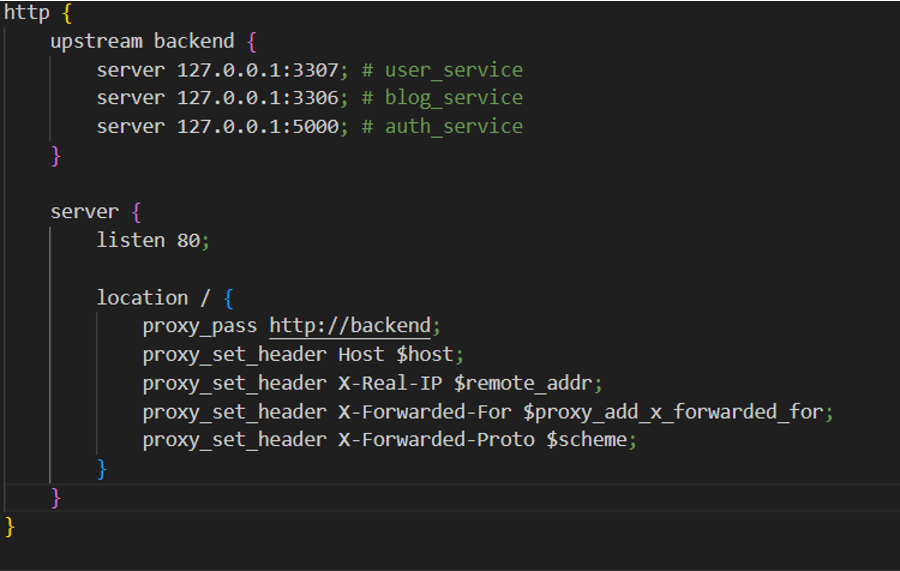 http {
    upstream backend {
        server 127.0.0.1:3307; # user_service
        server 127.0.0.1:3306; # blog_service
        server 127.0.0.1:5000; # auth_service
    }

    server {
        listen 80;

        location / {
            proxy_pass http://backend;
            proxy_set_header Host $host;
            proxy_set_header X-Real-IP $remote_addr;
            proxy_set_header X-Forwarded-For $proxy_add_x_forwarded_for;
            proxy_set_header X-Forwarded-Proto $scheme;
        }
    }
}